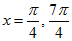 x = π/4, 7π/4